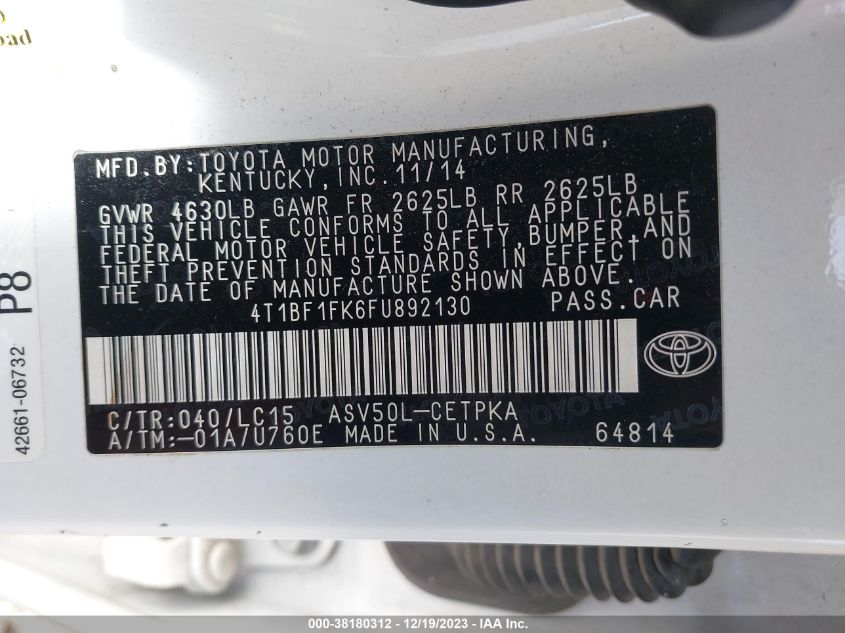 oad
P8
42661-06732
MFD.BY:TOYOTA MOTOR MANUFACTURING,
KENTUCKY,INC.11/14
GVWR 4630LB GAWR FR 2625LB RR 2625LB
THIS VEHICLE CONFORMS TO ALL APPLICABLE
FEDERAL MOTOR VEHICLE SAFETY,BUMPER,AND
THEFT PREVENTION STANDARDS IN EFFECT ON
THE DATE OF MANUFACTURE SHOWN ABOVE.
4T1BF1FK6FU892130 PASS.CAR
C/TR:040/LC15 ASV50L-CETPKA
A/TM:-01A/U760E MADE IN U.S.A. 64814
000-38180312 - 12/19/2023 - IAA Inc.